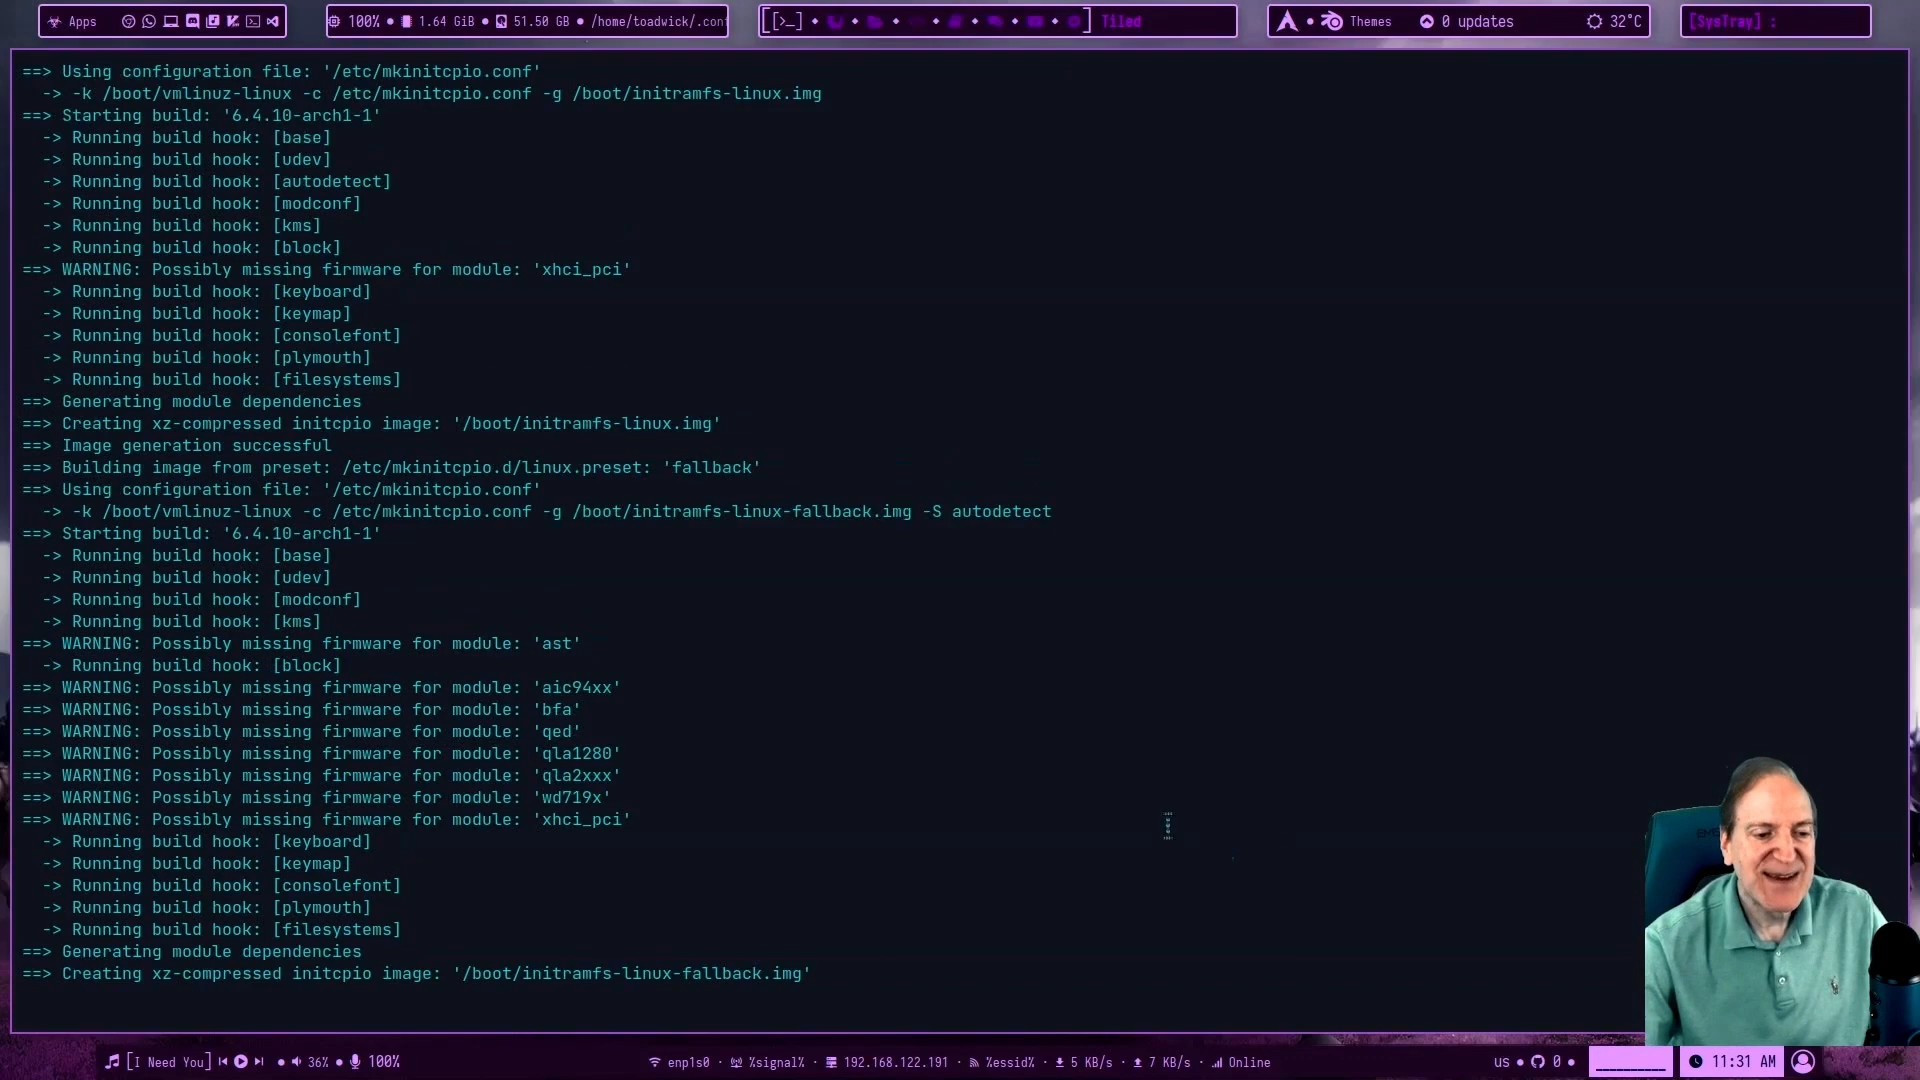 Apps
100% • 1.64 GiB • 51.50 GB • /home/toadwick/.con
[[>_]
] Tiled
Themes
0 updates
32°C
[SysTray] :
==> Using configuration file: '/etc/mkinitcpio.conf'
-> -k /boot/vmlinuz-linux -c /etc/mkinitcpio.conf -g /boot/initramfs-linux.img
==> Starting build: '6.4.10-arch1-1'
-> Running build hook: [base]
-> Running build hook: [udev]
-> Running build hook: [autodetect]
-> Running build hook: [modconf]
-> Running build hook: [kms]
-> Running build hook: [block]
==> WARNING: Possibly missing firmware for module: 'xhci_pci'
-> Running build hook: [keyboard]
-> Running build hook: [keymap]
-> Running build hook: [consolefont]
-> Running build hook: [plymouth]
-> Running build hook: [filesystems]
==> Generating module dependencies
==> Creating xz-compressed initcpio image: '/boot/initramfs-linux.img'
==> Image generation successful
==> Building image from preset: /etc/mkinitcpio.d/linux.preset: 'fallback'
==> Using configuration file: '/etc/mkinitcpio.conf'
-> -k /boot/vmlinuz-linux -c /etc/mkinitcpio.conf -g /boot/initramfs-linux-fallback.img -S autodetect
==> Starting build: '6.4.10-arch1-1'
-> Running build hook: [base]
-> Running build hook: [udev]
-> Running build hook: [modconf]
-> Running build hook: [kms]
==> WARNING: Possibly missing firmware for module: 'ast'
-> Running build hook: [block]
==> WARNING: Possibly missing firmware for module: 'aic94xx'
==> WARNING: Possibly missing firmware for module: 'bfa'
==> WARNING: Possibly missing firmware for module: 'qed'
==> WARNING: Possibly missing firmware for module: 'qla1280'
==> WARNING: Possibly missing firmware for module: 'qla2xxx'
==> WARNING: Possibly missing firmware for module: 'wd719x'
==> WARNING: Possibly missing firmware for module: 'xhci_pci'
-> Running build hook: [keyboard]
-> Running build hook: [keymap]
-> Running build hook: [consolefont]
-> Running build hook: [plymouth]
-> Running build hook: [filesystems]
==> Generating module dependencies
==> Creating xz-compressed initcpio image: '/boot/initramfs-linux-fallback.img'
[I Need You] • 36% • 100%
enp1s0 · %signal% · 192.168.122.191 · %essid% · 5 KB/s · 7 KB/s · Online
us • 0 •
11:31 AM